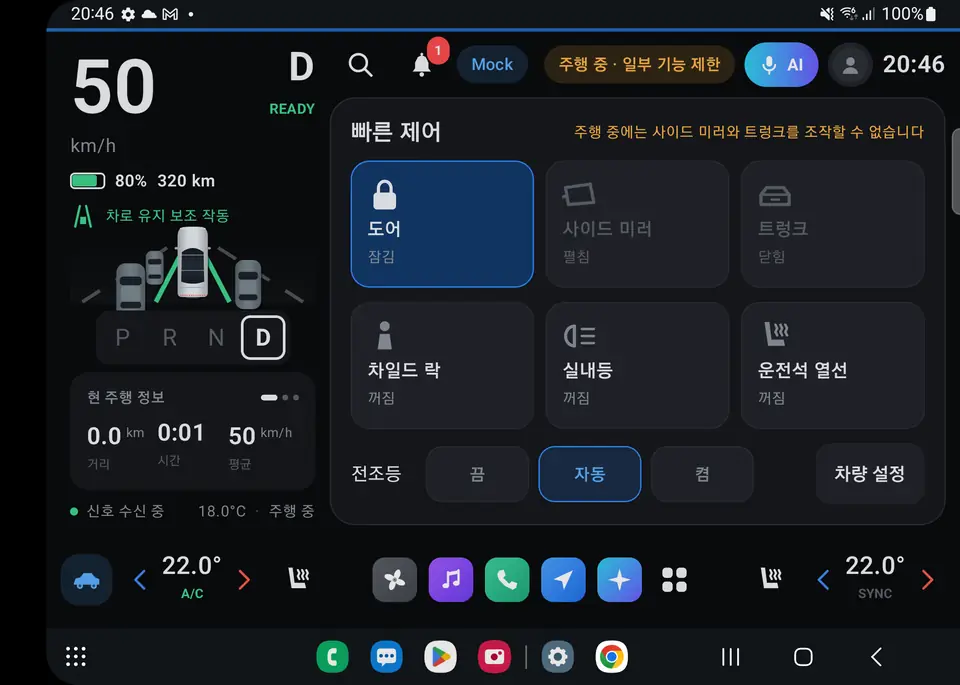 20:46
100%
50
D
READY
km/h
80% 320 km
차로 유지 보조 작동
P R N D
현 주행 정보
0.0 km 0:01 50 km/h
거리 시간 평균
신호 수신 중 18.0°C · 주행 중
1
Mock
주행 중 · 일부 기능 제한
AI
20:46
빠른 제어
주행 중에는 사이드 미러와 트렁크를 조작할 수 없습니다
도어
잠김
사이드 미러
펼침
트렁크
닫힘
차일드 락
꺼짐
실내등
꺼짐
운전석 열선
꺼짐
전조등 끔 자동 켬 차량 설정
22.0°
A/C
22.0°
SYNC